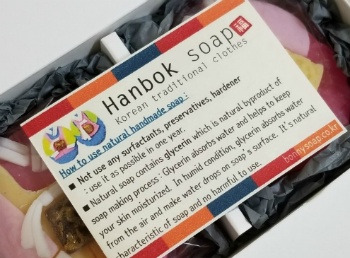 Hanbok soap
Korean traditional clothes
How to use natural handmade soap :
■ Not use any surfactants, preservatives, hardener
: use it as possible in one year.
■ Natural soap contains glycerin which is natural byproduct of
soap making process : Glycerin absorbs water and helps to keep
your skin moisturized. In humid condition, glycerin absorbs water
from the air and make water drops on soap's surface. It's natural
characteristic of soap and no harmful to use.
bonnysoap.co.kr